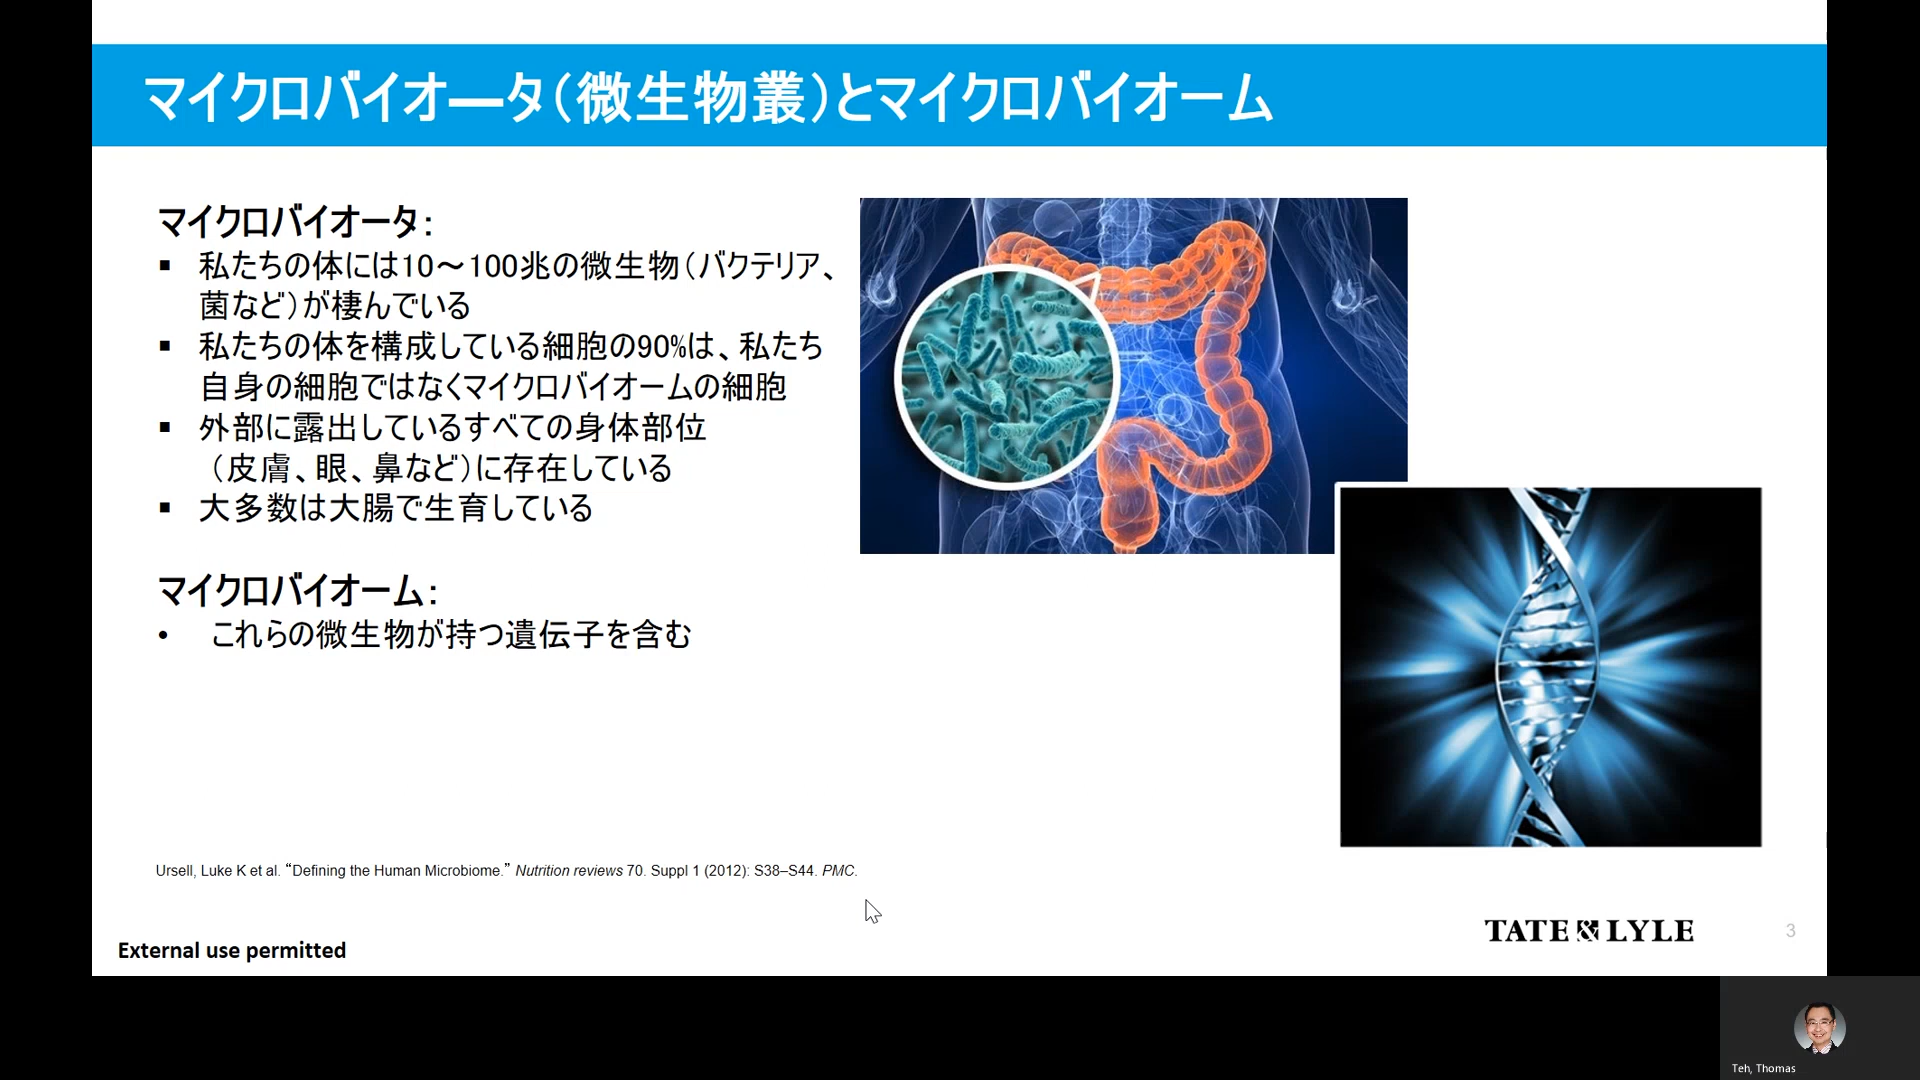 マイクロバイオ―タ（微生物叢）とマイクロバイオーム
マイクロバイオータ：
▪ 私たちの体には10～100兆の微生物（バクテリア、
菌など）が棲んでいる
▪ 私たちの体を構成している細胞の90%は、私たち
自身の細胞ではなくマイクロバイオームの細胞
▪ 外部に露出しているすべての身体部位
（皮膚、眼、鼻など）に存在している
▪ 大多数は大腸で生育している
マイクロバイオーム：
• これらの微生物が持つ遺伝子を含む
Ursell, Luke K et al. “Defining the Human Microbiome.” Nutrition reviews 70. Suppl 1 (2012): S38–S44. PMC.
External use permitted
TATE & LYLE
3
Teh, Thomas